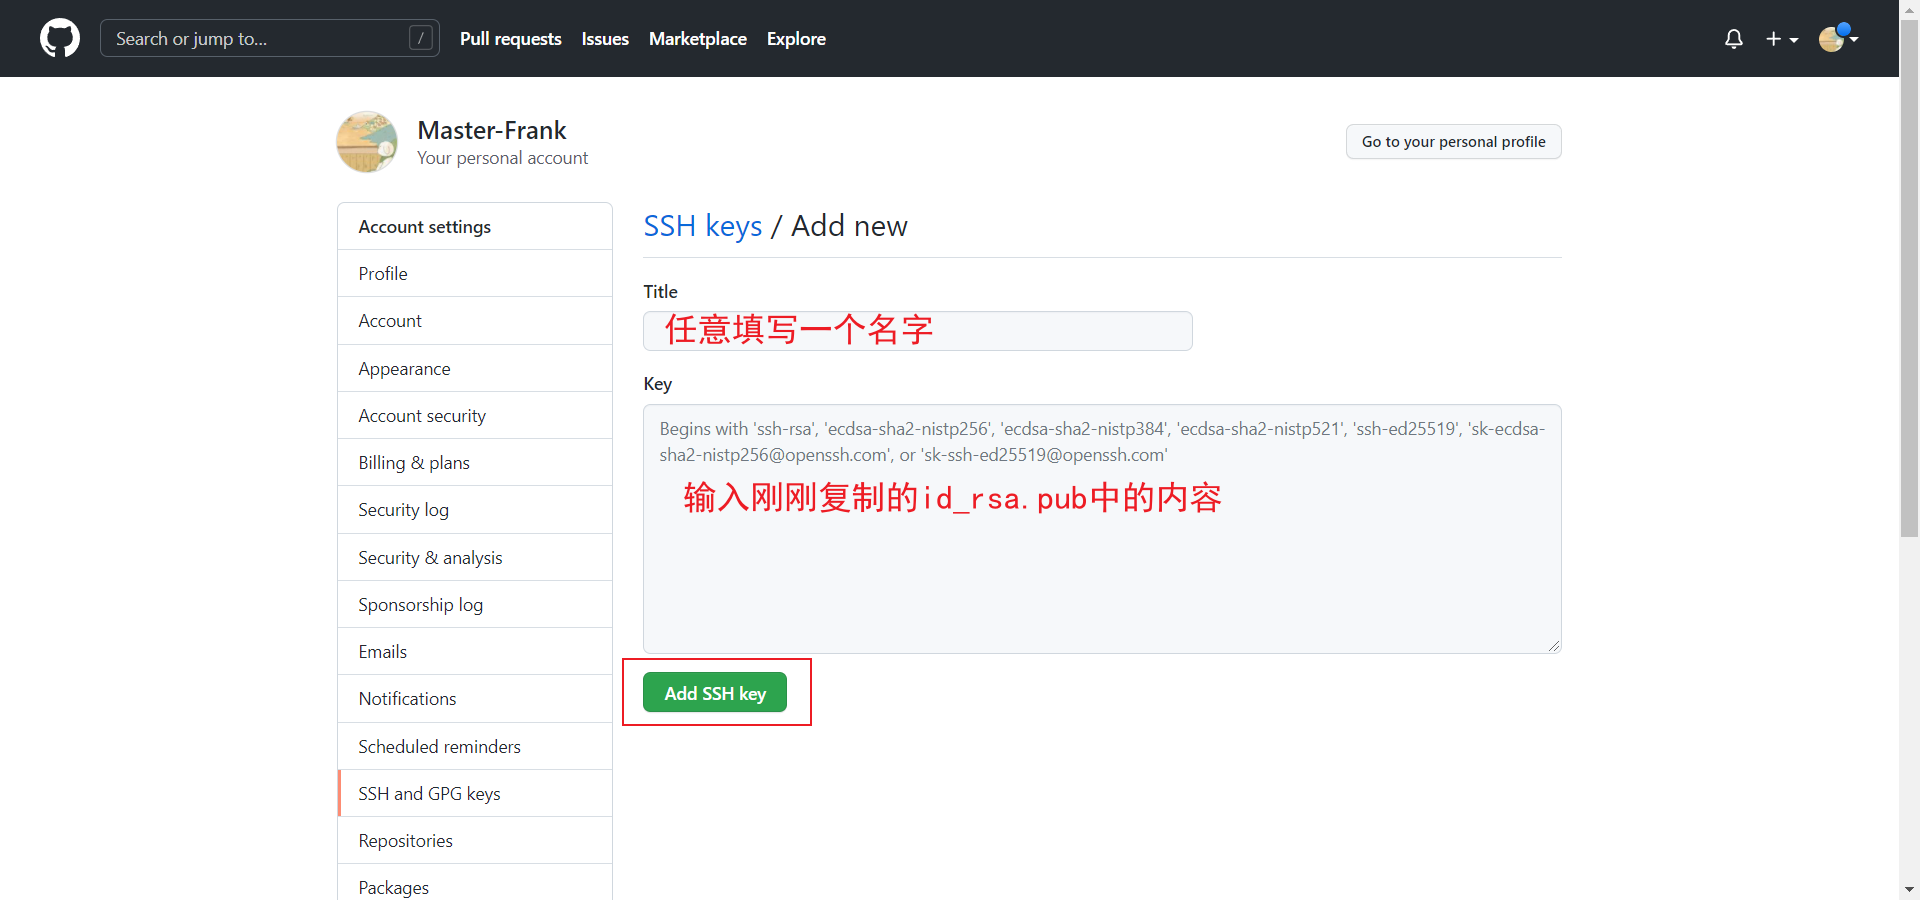 Search or jump to...
/
Pull requests
Issues
Marketplace
Explore
Master-Frank
Your personal account
Go to your personal profile
Account settings
Profile
Account
Appearance
Account security
Billing & plans
Security log
Security & analysis
Sponsorship log
Emails
Notifications
Scheduled reminders
SSH and GPG keys
Repositories
Packages
SSH keys / Add new
Title
任意填写一个名字
Key
Begins with 'ssh-rsa', 'ecdsa-sha2-nistp256', 'ecdsa-sha2-nistp384', 'ecdsa-sha2-nistp521', 'ssh-ed25519', 'sk-ecdsa-
sha2-nistp256@openssh.com', or 'sk-ssh-ed25519@openssh.com'
输入刚刚复制的id_rsa.pub中的内容
Add SSH key